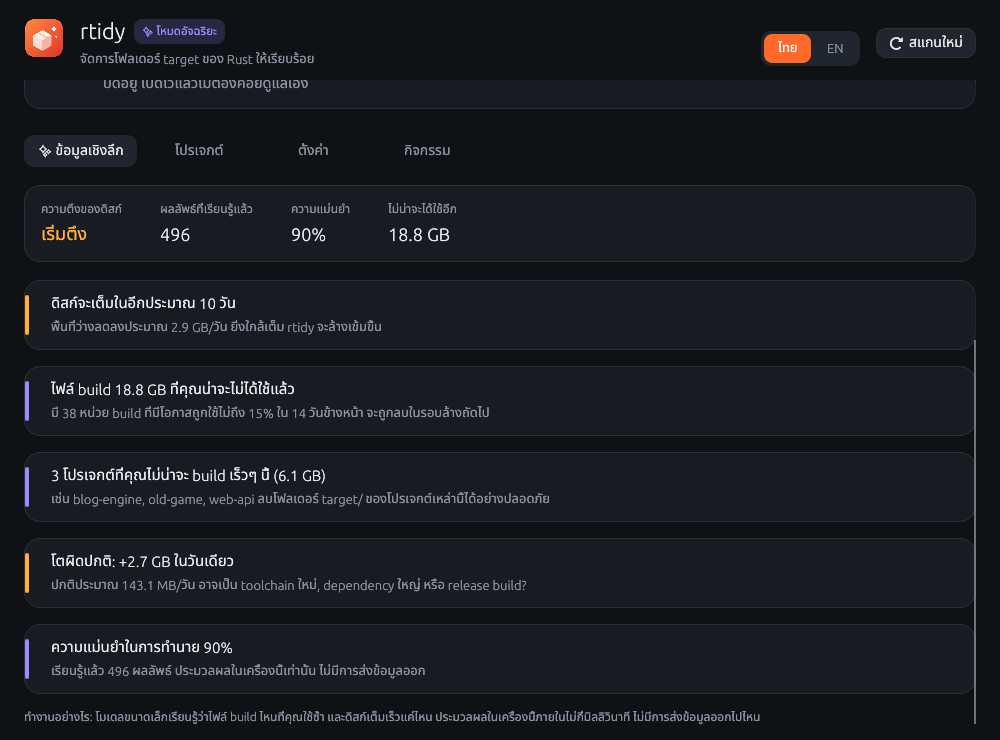 rtidy
โหมดอัจฉริยะ
จัดการโฟลเดอร์ target ของ Rust ให้เรียบร้อย
ไทย
EN
สแกนใหม่
ปิดอยู่ เปิดไว้แล้วไม่ต้องคอยดูแลเอง
ข้อมูลเชิงลึก
โปรเจกต์
ตั้งค่า
กิจกรรม
ความตึงของดิสก์
ผลลัพธ์ที่เรียนรู้แล้ว
ความแม่นยำ
ไม่น่าจะได้ใช้อีก
เริ่มตึง
496
90%
18.8 GB
ดิสก์จะเต็มในอีกประมาณ 10 วัน
พื้นที่ว่างลดลงประมาณ 2.9 GB/วัน ยิ่งใกล้เต็ม rtidy จะล้างเข้มขึ้น
ไฟล์ build 18.8 GB ที่คุณน่าจะไม่ได้ใช้แล้ว
มี 38 หน่วย build ที่มีโอกาสถูกใช้ไม่ถึง 15% ใน 14 วันข้างหน้า จะถูกลบในรอบล้างถัดไป
3 โปรเจกต์ที่คุณไม่น่าจะ build เร็วๆ นี้ (6.1 GB)
เช่น blog-engine, old-game, web-api ลบโฟลเดอร์ target/ ของโปรเจกต์เหล่านี้ได้อย่างปลอดภัย
โตผิดปกติ: +2.7 GB ในวันเดียว
ปกติประมาณ 143.1 MB/วัน อาจเป็น toolchain ใหม่, dependency ใหญ่ หรือ release build?
ความแม่นยำในการทำนาย 90%
เรียนรู้แล้ว 496 ผลลัพธ์ ประมวลผลในเครื่องนี้เท่านั้น ไม่มีการส่งข้อมูลออก
ทำงานอย่างไร: โมเดลขนาดเล็กเรียนรู้ว่าไฟล์ build ไหนที่คุณใช้ซ้ำ และดิสก์เต็มเร็วแค่ไหน ประมวลผลในเครื่องนี้ภายในไม่กี่มิลลิวินาที ไม่มีการส่งข้อมูลออกไปไหน